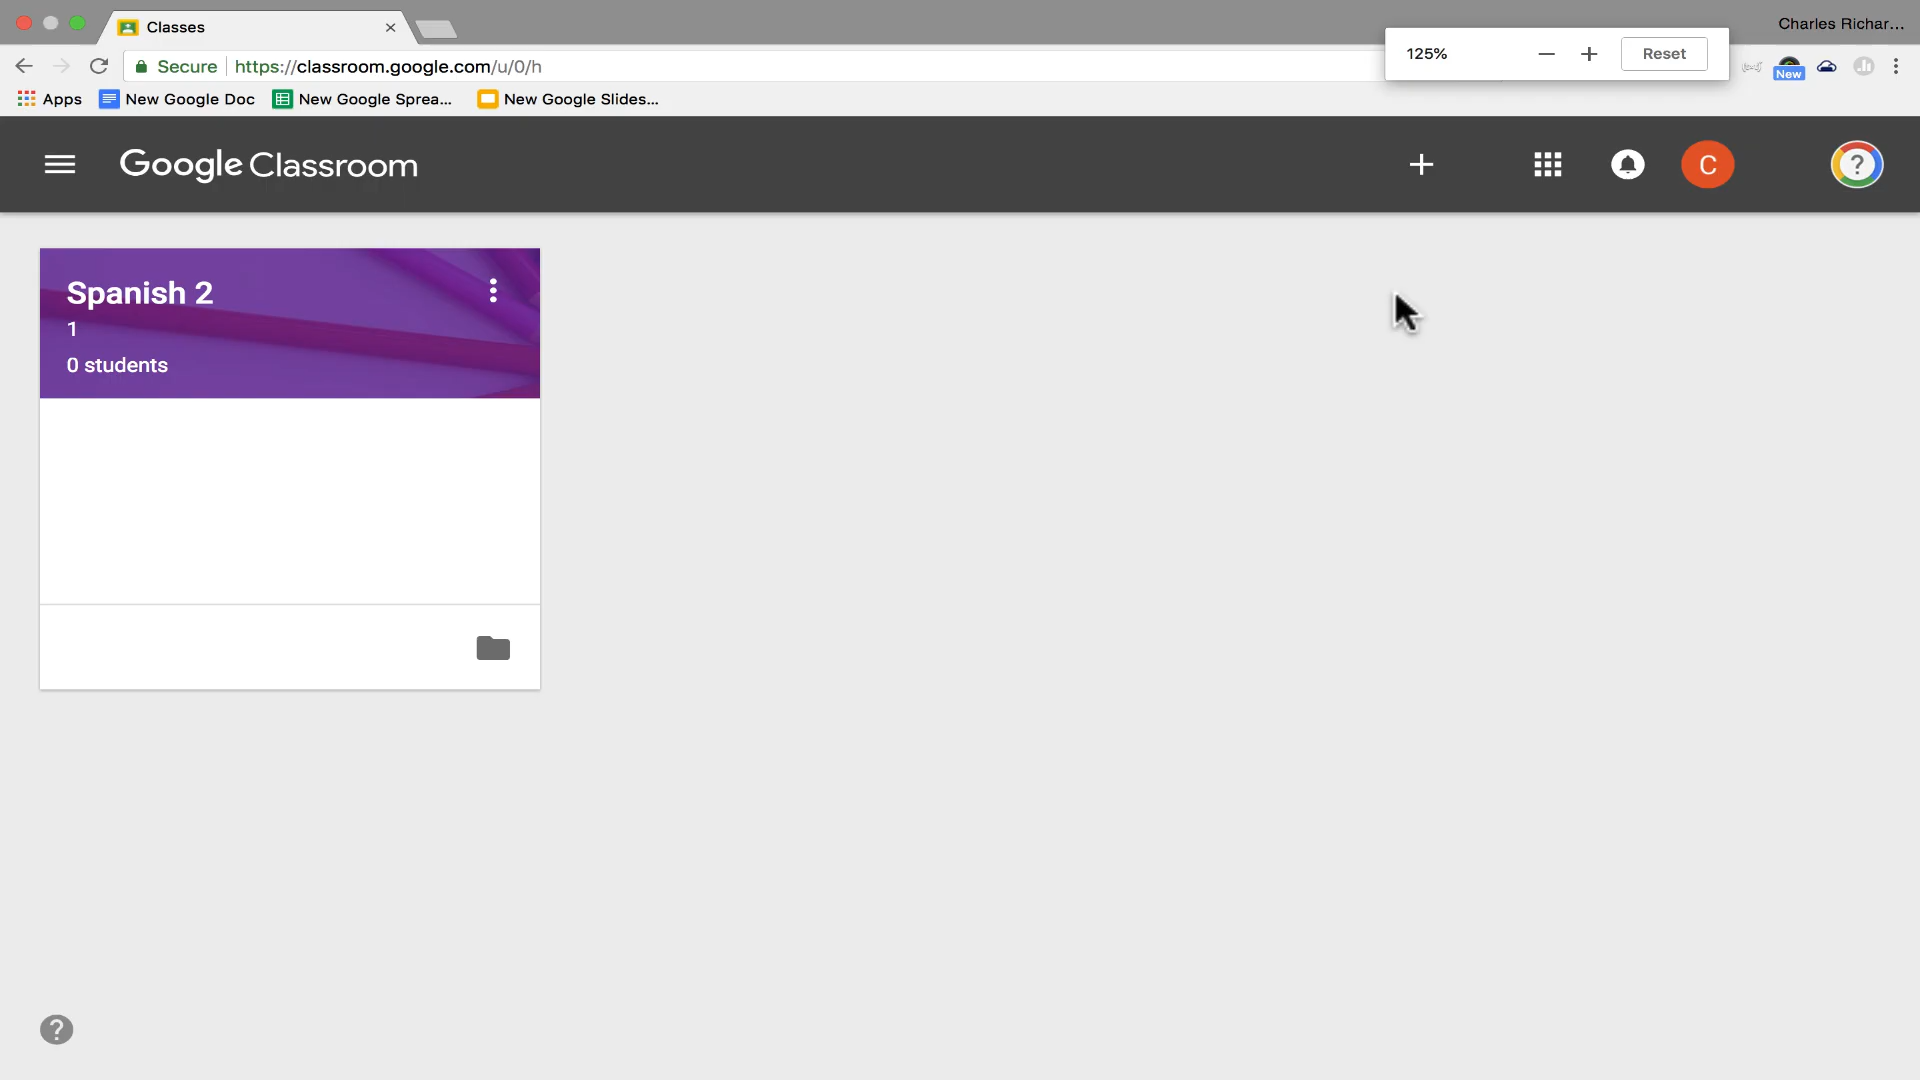 Classes
Charles Richar...
Secure https://classroom.google.com/u/0/h
125% Reset
New
Apps New Google Doc New Google Sprea... New Google Slides...
Google Classroom
C ?
Spanish 2
1
0 students
?